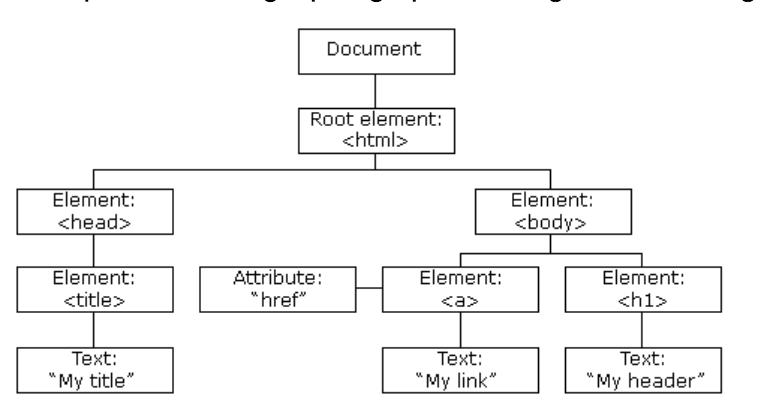 Document
Root element:
<html>
Element:
<head>
Element:
<body>
Element:
<title>
Attribute:
"href"
Element:
<a>
Element:
<h1>
Text:
"My title"
Text:
"My link"
Text:
"My header"